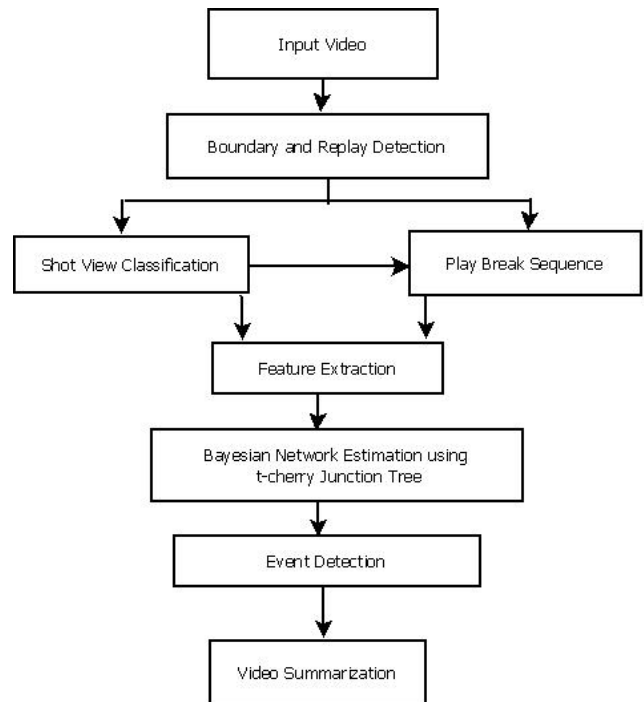 Input Video
Boundary and Replay Detection
Shot View Classification
Play Break Sequence
Feature Extraction
Bayesian Network Estimation using
t-cherry Junction Tree
Event Detection
Video Summarization